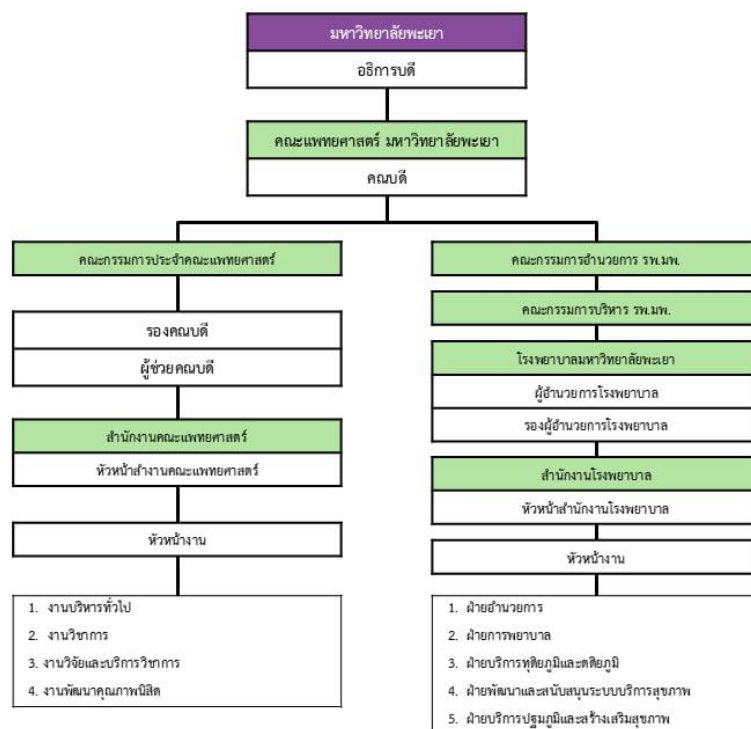 มหาวิทยาลัยพะเยา
อธิการบดี
คณะแพทยศาสตร์ มหาวิทยาลัยพะเยา
คณบดี
คณะกรรมการประจำคณะแพทยศาสตร์
รองคณบดี
ผู้ช่วยคณบดี
สำนักงานคณะแพทยศาสตร์
หัวหน้าสำงานคณะแพทยศาสตร์
หัวหน้างาน
1. งานบริหารทั่วไป
2. งานวิชาการ
3. งานวิจัยและบริการวิชาการ
4. งานพัฒนาคุณภาพนิสิต
คณะกรรมการอำนวยการ รพ.มพ.
คณะกรรมการบริหาร รพ.มพ.
โรงพยาบาลมหาวิทยาลัยพะเยา
ผู้อำนวยการโรงพยาบาล
รองผู้อำนวยการโรงพยาบาล
สำนักงานโรงพยาบาล
หัวหน้าสำนักงานโรงพยาบาล
หัวหน้างาน
1. ฝ่ายอำนวยการ
2. ฝ่ายการพยาบาล
3. ฝ่ายบริการทุติยภูมิและตติยภูมิ
4. ฝ่ายพัฒนาและสนับสนุนระบบบริการสุขภาพ
5. ฝ่ายบริการปฐมภูมิและสร้างเสริมสุขภาพ